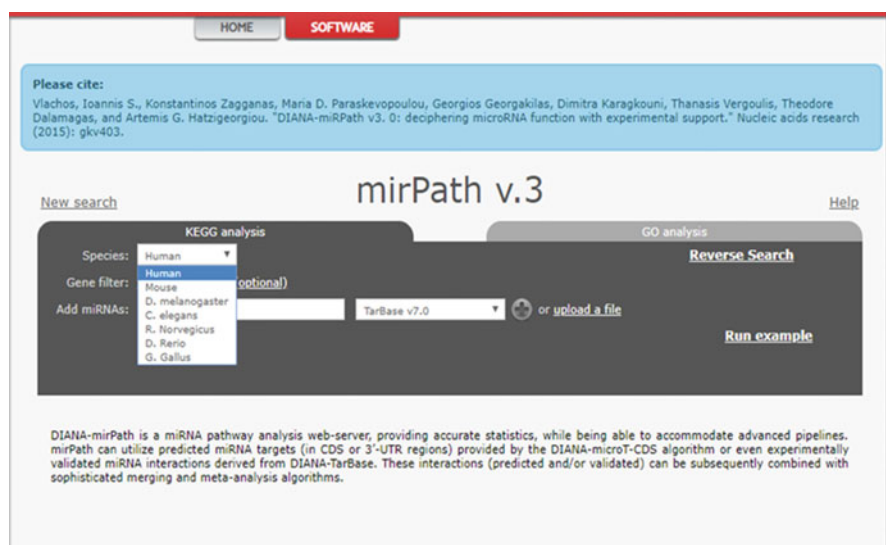 HOME SOFTWARE
Please cite:
Vlachos, Ioannis S., Konstantinos Zagganas, Maria D. Paraskevopoulou, Georgios Georgakilas, Dimitra Karagkouni, Thanasis Vergoulis, Theodore
Dalamagas, and Artemis G. Hatzigeorgiou. "DIANA-miRPath v3. 0: deciphering microRNA function with experimental support." Nucleic acids research
(2015): gkv403.
New search mirPath v.3 Help
KEGG analysis GO analysis
Species: Human Reverse Search
Human
Gene filter: (optional)
Mouse
D. melanogaster
Add miRNAs: TarBase v7.0 or upload a file
C. elegans
R. Norvegicus
Run example
D. Rerio
G. Gallus
DIANA-mirPath is a miRNA pathway analysis web-server, providing accurate statistics, while being able to accommodate advanced pipelines.
mirPath can utilize predicted miRNA targets (in CDS or 3'-UTR regions) provided by the DIANA-microT-CDS algorithm or even experimentally
validated miRNA interactions derived from DIANA-TarBase. These interactions (predicted and/or validated) can be subsequently combined with
sophisticated merging and meta-analysis algorithms.